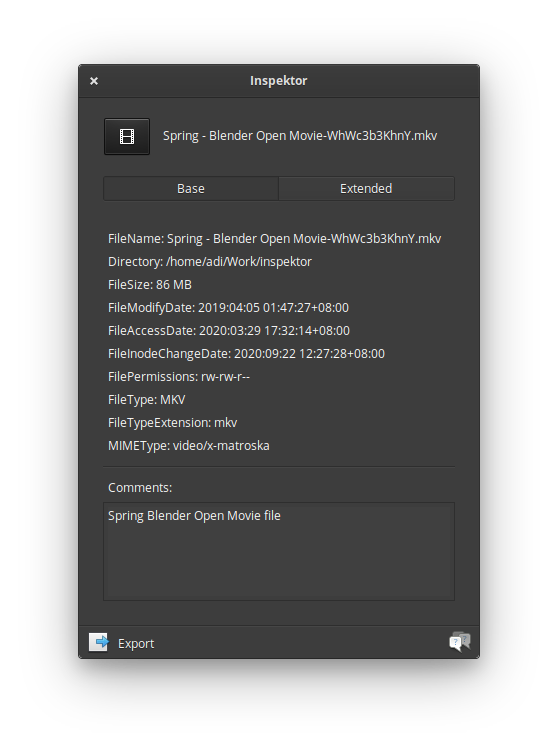 Inspektor
Spring - Blender Open Movie-WhWc3b3KhnY.mkv
Base
Extended
FileName: Spring - Blender Open Movie-WhWc3b3KhnY.mkv
Directory: /home/adi/Work/inspektor
FileSize: 86 MB
FileModifyDate: 2019:04:05 01:47:27+08:00
FileAccessDate: 2020:03:29 17:32:14+08:00
FileInodeChangeDate: 2020:09:22 12:27:28+08:00
FilePermissions: rw-rw-r--
FileType: MKV
FileTypeExtension: mkv
MIMEType: video/x-matroska
Comments:
Spring Blender Open Movie file
Export